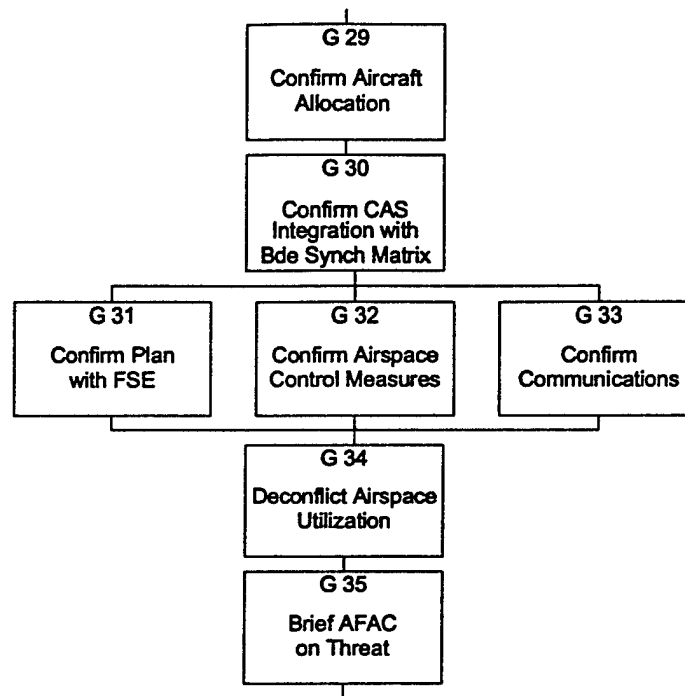 G 29
Confirm Aircraft
Allocation
G 30
Confirm CAS
Integration with
Bde Synch Matrix
G 31
Confirm Plan
with FSE
G 32
Confirm Airspace
Control Measures
G 33
Confirm
Communications
G 34
Deconflict Airspace
Utilization
G 35
Brief AFAC
on Threat